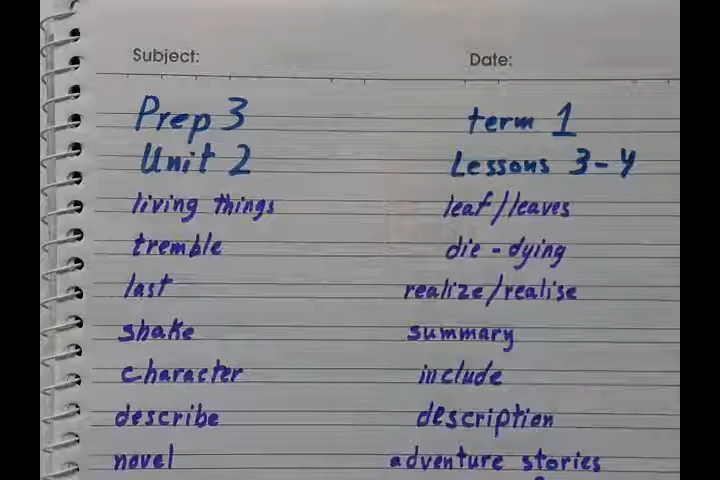 Subject: Date:
Prep 3 term 1
Unit 2 Lessons 3-4
living things leaf/leaves
tremble die - dying
last realize/realise
shake summary
character include
describe description
novel adventure stories